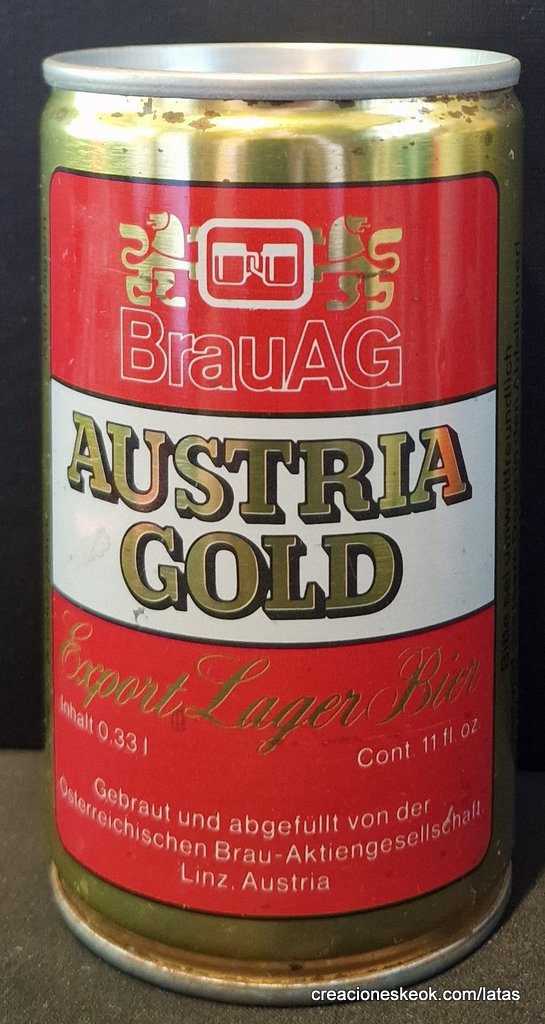 BrauAG
AUSTRIA
GOLD
Export Lager Bier
Inhalt 0,33 l
Cont. 11 fl. oz.
Gebraut und abgefüllt von der
Österreichischen Brau-Aktiengesellschaft
Linz, Austria
creacioneskeok.com/latas